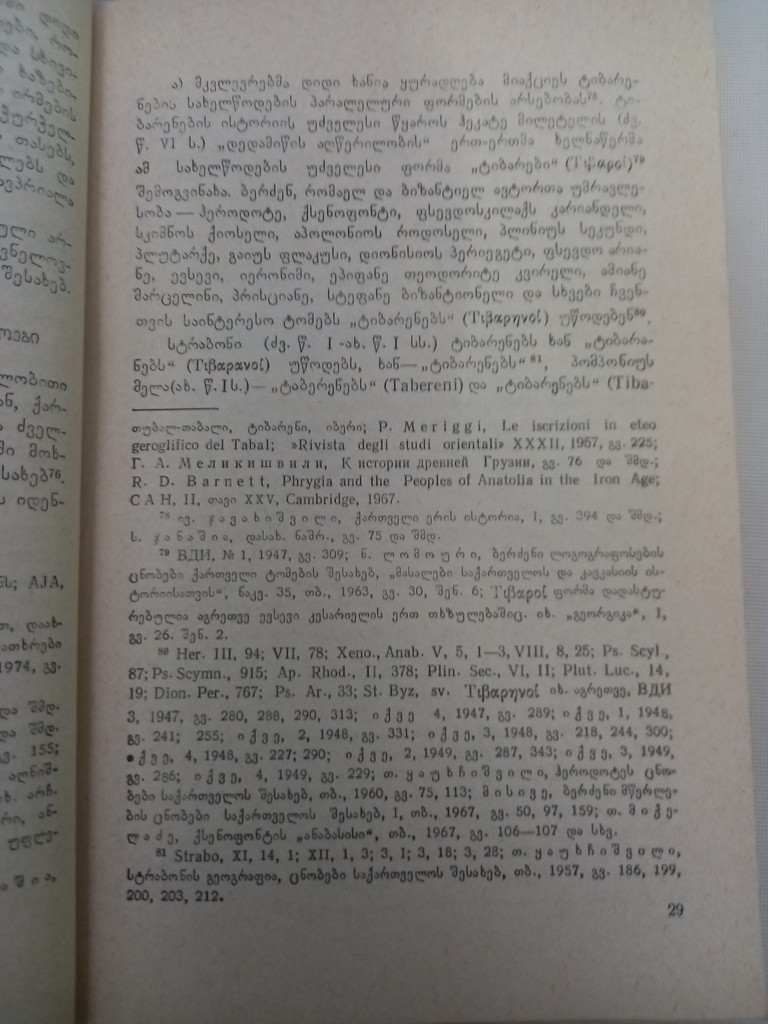 ა) მკვლევრებმა დიდი ხანია ყურადღება მიაქციეს ტიბარე-
ნების სახელწოდების პარალელური ფორმების არსებობას⁷⁸. ტი-
ბარენების ისტორიის უძველესი წყაროს ჰეკატე მილეტელის (ძვ.
წ. VI ს.) „დედამიწის აღწერილობის“ ერთ-ერთმა ხელნაწერმა
ამ სახელწოდების უძველესი ფორმა „ტიბარები“ (Τιβαροί)⁷⁹
შემოგვინახა. ბერძენ, რომაელ და ბიზანტიელ ავტორთა უმრავლე-
სობა — ჰეროდოტე, ქსენოფონტი, ფსევდოსკილაქს კარიანდელი,
სკიმნოს ქიოსელი, აპოლონიოს როდოსელი, პლინიუს სეკუნდი,
პლუტარქე, გაიუს ფლაკუსი, დიონისიოს პერიეგეტი, ფსევდო არია-
ნე, ევსევი, იერონიმი, ეპიფანე თეოდორიტე კვირელი, ამიანე
მარცელინი, პრისციანე, სტეფანე ბიზანტიონელი და სხვები ჩვენ-
თვის საინტერესო ტომებს „ტიბარენებს“ (Τιβαρηνοί) უწოდებენ⁸⁰.
სტრაბონი (ძვ. წ. I -ახ. წ. I სს.) ტიბარენებს ხან „ტიბარა-
ნებს“ (Τιβαρανοί) უწოდებს, ხან— „ტიბარენებს“⁸¹, პომპონიუს
მელა(ახ. წ. I ს.)— „ტაბერენებს“ (Tabereni) და „ტიბარენებს“ (Tiba-
თუბალ-თაბალი, ტიბარენი, იბერი; P. Meriggi, Le iscrizioni in eteo
geroglifico del Tabal; »Rivista degli studi orientali» XXXII, 1957, გვ. 225;
Г. А. Меликишвили, К истории древней Грузии, გვ. 76 და შმდ.;
R. D. Barnett, Phrygia and the Peoples of Anatolia in the Iron Age;
CAH, II, თავი XXV, Cambridge, 1967.
⁷⁸ ივ. ჯავახიშვილი, ქართველი ერის ისტორია, I, გვ. 394 და შმდ.;
ს. ჯანაშია, დასახ. ნაშრ., გვ. 75 და შმდ.
⁷⁹ ВДИ, № 1, 1947, გვ. 309; ნ. ლომოური, ბერძენი ლოგოგრაფოსების
ცნობები ქართველი ტომების შესახებ, „მასალები საქართველოს და კავკასიის ის-
ტორიისათვის“, ნაკვ. 35, თბ., 1963, გვ. 30, შენ. 6; Τιβαροί ფორმა დადასტუ-
რებულია აგრეთვე ევსევი კესარიელის ერთ თხზულებაშიც. იხ. „გეორგიკა“, I,
გვ. 26. შენ. 2.
⁸⁰ Her. III, 94; VII, 78; Xeno., Anab. V, 5, 1—3, VIII, 8, 25; Ps. Scyl.,
87; Ps. Scymn., 915; Ap. Rhod., II, 378; Plin. Sec., VI, II; Plut. Luc., 14,
19; Dion. Per., 767; Ps. Ar., 33; St. Byz, sv. Τιβαρηνοί იხ. აგრეთვე, ВДИ
3, 1947, გვ. 280, 288, 290, 313; იქვე 4, 1947, გვ. 289; იქვე, 1, 1948,
გვ. 241; 255; იქვე, 2, 1948, გვ. 331; იქვე, 3, 1948, გვ. 218, 244, 300;
იქვე, 4, 1948, გვ. 227; 290; იქვე, 2, 1949, გვ. 287, 343; იქვე, 3, 1949,
გვ. 286; იქვე, 4, 1949, გვ. 229; თ. ყაუხჩიშვილი, ჰეროდოტეს ცნო-
ბები საქართველოს შესახებ, თბ., 1960, გვ. 75, 113; მისივე, ბერძენი მწერლე-
ბის ცნობები საქართველოს შესახებ, I, თბ., 1967, გვ. 50, 97, 159; თ. მიქე-
ლაძე, ქსენოფონტის „ანაბასისი“, თბ., 1967, გვ. 106—107 და სხვ.
⁸¹ Strabo, XI, 14, 1; XII, 1, 3; 3, I; 3, 18; 3, 28; თ. ყაუხჩიშვილი,
სტრაბონის გეოგრაფია, ცნობები საქართველოს შესახებ, თბ., 1957, გვ. 186, 199,
200, 203, 212.
29